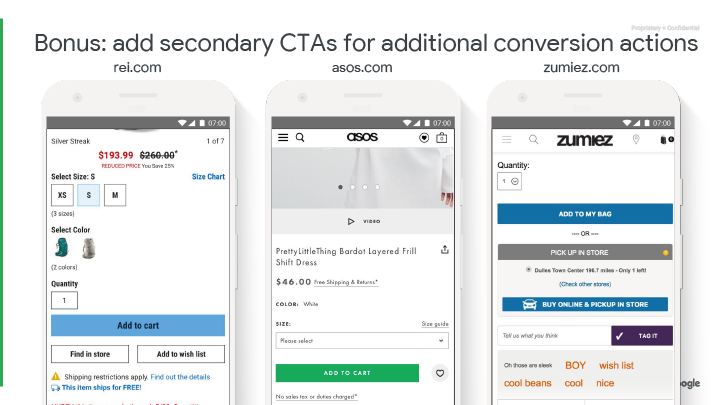 Proprietary + Confidential
Bonus: add secondary CTAs for additional conversion actions
rei.com
07:00
Silver Streak 1 of 7
$193.99 $260.00*
REDUCED PRICE You Save 25%
Select Size: S Size Chart
XS S M
(3 sizes)
Select Color
(2 colors)
Quantity
1
Add to cart
Find in store Add to wish list
Shipping restrictions apply. Find out the details
This item ships for FREE!
asos.com
07:00
asos
0
VIDEO
PrettyLittleThing Bardot Layered Frill
Shift Dress
$46.00 Free Shipping & Returns*
COLOR: White
SIZE: Size guide
Please select
ADD TO CART
No sales tax or duties charged*
zumiez.com
07:00
zumiez
0
Quantity:
1
ADD TO MY BAG
---- OR ----
PICK UP IN STORE
Dulles Town Center 196.7 miles - Only 1 left!
(Check other stores)
BUY ONLINE & PICKUP IN STORE
Tell us what you think TAG IT
Oh those are sleek BOY wish list
cool beans cool nice
ogle